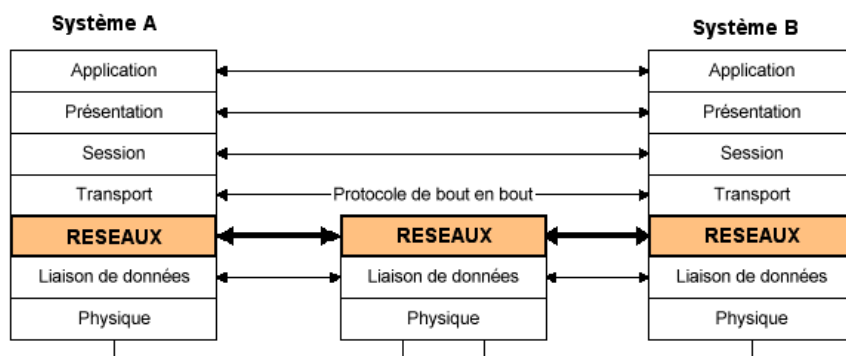 Système A
Système B
Application
Application
Présentation
Présentation
Session
Session
Transport
Protocole de bout en bout
Transport
RESEAUX
RESEAUX
RESEAUX
Liaison de données
Liaison de données
Liaison de données
Physique
Physique
Physique